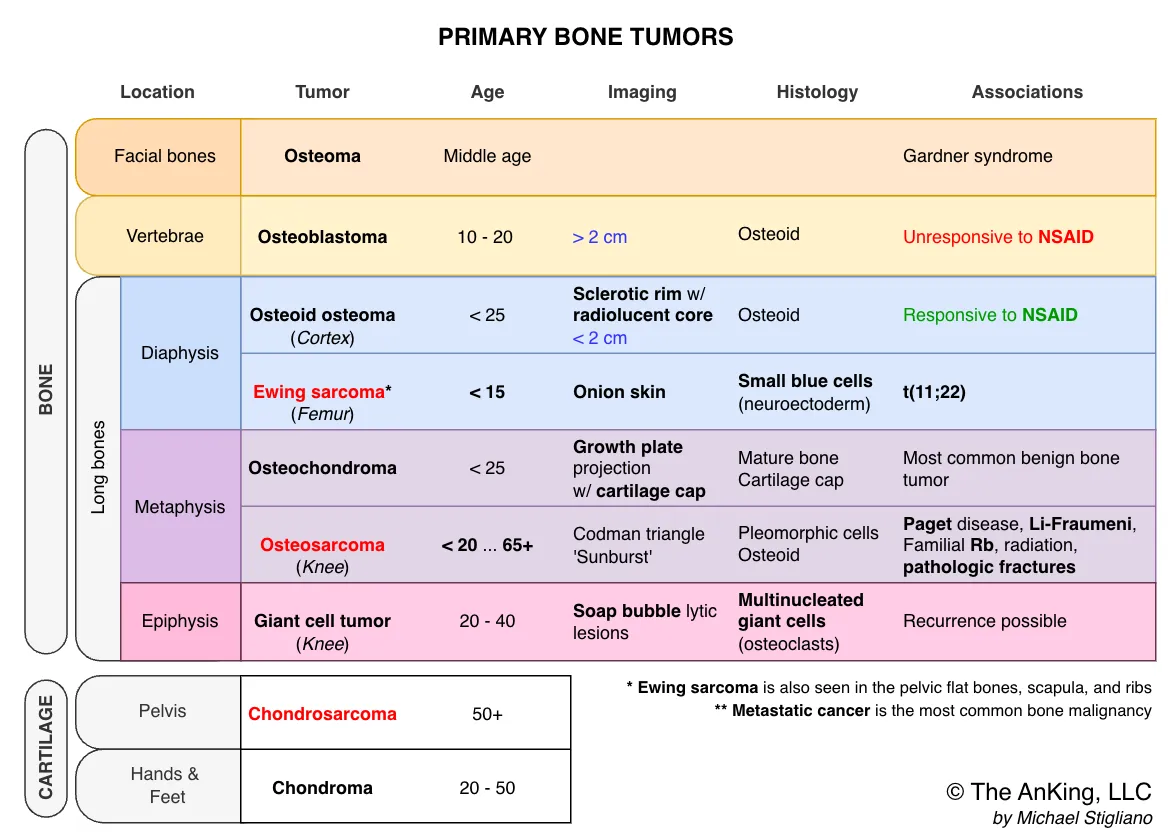 PRIMARY BONE TUMORS
Location Tumor Age Imaging Histology Associations
BONE
Facial bones Osteoma Middle age Gardner syndrome
Vertebrae Osteoblastoma 10 - 20 > 2 cm Osteoid Unresponsive to NSAID
Long bones
Diaphysis
Osteoid osteoma
(Cortex)
< 25
Sclerotic rim w/
radiolucent core
< 2 cm
Osteoid
Responsive to NSAID
Ewing sarcoma*
(Femur)
< 15
Onion skin
Small blue cells
(neuroectoderm)
t(11;22)
Metaphysis
Osteochondroma
< 25
Growth plate
projection
w/ cartilage cap
Mature bone
Cartilage cap
Most common benign bone
tumor
Osteosarcoma
(Knee)
< 20 ... 65+
Codman triangle
'Sunburst'
Pleomorphic cells
Osteoid
Paget disease, Li-Fraumeni,
Familial Rb, radiation,
pathologic fractures
Epiphysis
Giant cell tumor
(Knee)
20 - 40
Soap bubble lytic
lesions
Multinucleated
giant cells
(osteoclasts)
Recurrence possible
CARTILAGE
Pelvis Chondrosarcoma 50+
Hands &
Feet
Chondroma 20 - 50
* Ewing sarcoma is also seen in the pelvic flat bones, scapula, and ribs
** Metastatic cancer is the most common bone malignancy
© The AnKing, LLC
by Michael Stigliano